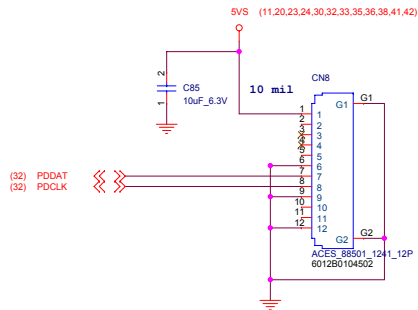 5VS (11,20,23,24,30,32,33,35,36,38,41,42)
CN8
2
C85
10 mil
1
10uF_6.3V
G1
G1
1 1
2 2
3 3
4 4
5 5
6 6
(32) PDDAT 7 7
(32) PDCLK 8 8
9 9
10 10
11 11
12 12
G2
G2
ACES_88501_1241_12P
6012B0104502